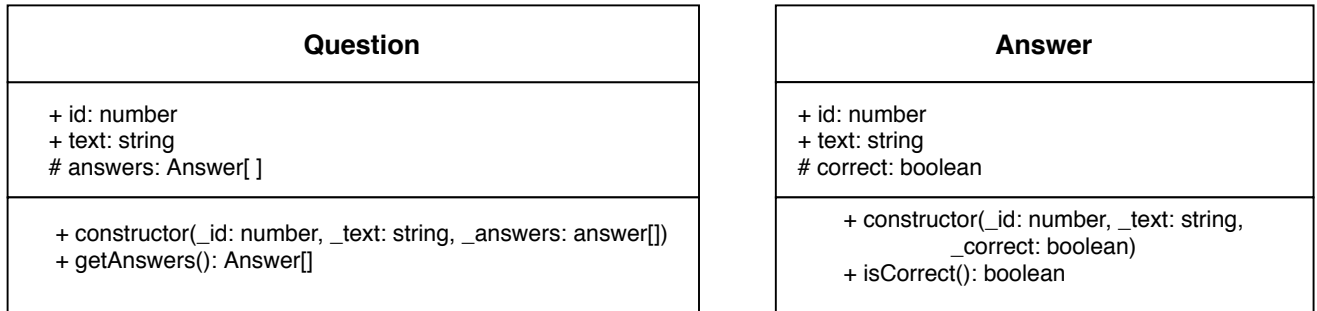 Question
+ id: number
+ text: string
# answers: Answer[ ]
+ constructor(_id: number, _text: string, _answers: answer[])
+ getAnswers(): Answer[]
Answer
+ id: number
+ text: string
# correct: boolean
+ constructor(_id: number, _text: string,
_correct: boolean)
+ isCorrect(): boolean